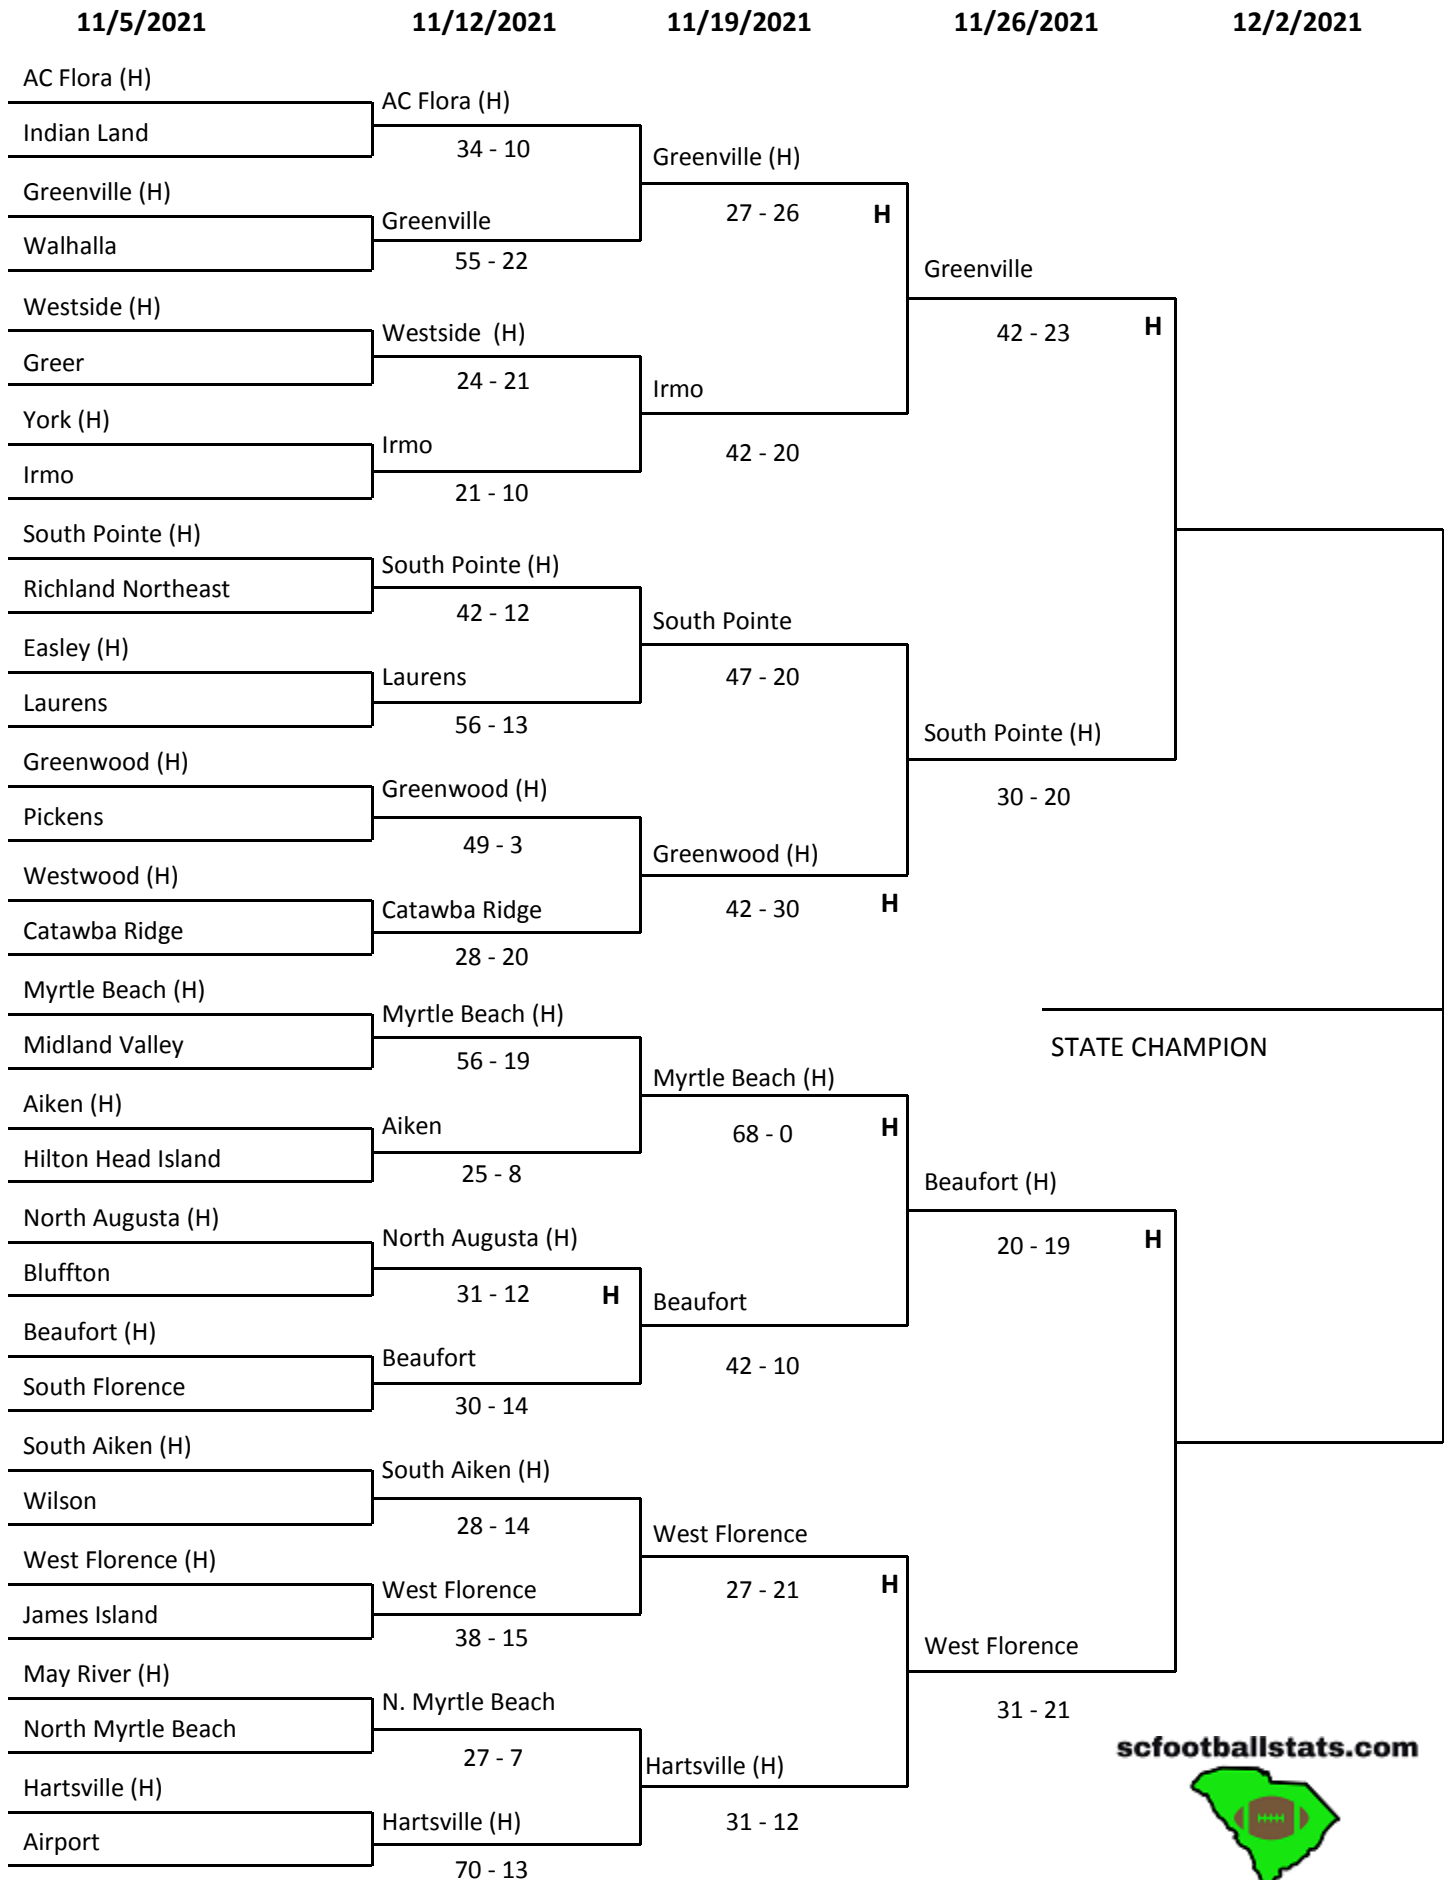 11/5/2021 11/12/2021 11/19/2021 11/26/2021 12/2/2021
AC Flora (H)
Indian Land
Greenville (H)
Walhalla
Westside (H)
Greer
York (H)
Irmo
South Pointe (H)
Richland Northeast
Easley (H)
Laurens
Greenwood (H)
Pickens
Westwood (H)
Catawba Ridge
Myrtle Beach (H)
Midland Valley
Aiken (H)
Hilton Head Island
North Augusta (H)
Bluffton
Beaufort (H)
South Florence
South Aiken (H)
Wilson
West Florence (H)
James Island
May River (H)
North Myrtle Beach
Hartsville (H)
Airport
AC Flora (H)
34 - 10
Greenville
55 - 22
Westside (H)
24 - 21
Irmo
21 - 10
South Pointe (H)
42 - 12
Laurens
56 - 13
Greenwood (H)
49 - 3
Catawba Ridge
28 - 20
Myrtle Beach (H)
56 - 19
Aiken
25 - 8
North Augusta (H)
31 - 12 H
Beaufort
30 - 14
South Aiken (H)
28 - 14
West Florence
38 - 15
N. Myrtle Beach
27 - 7
Hartsville (H)
70 - 13
Greenville (H)
27 - 26 H
Irmo
42 - 20
South Pointe
47 - 20
Greenwood (H)
42 - 30 H
Myrtle Beach (H)
68 - 0 H
Beaufort
42 - 10
West Florence
27 - 21 H
Hartsville (H)
31 - 12
Greenville
42 - 23 H
South Pointe (H)
30 - 20
Beaufort (H)
20 - 19 H
West Florence
31 - 21
STATE CHAMPION
scfootballstats.com